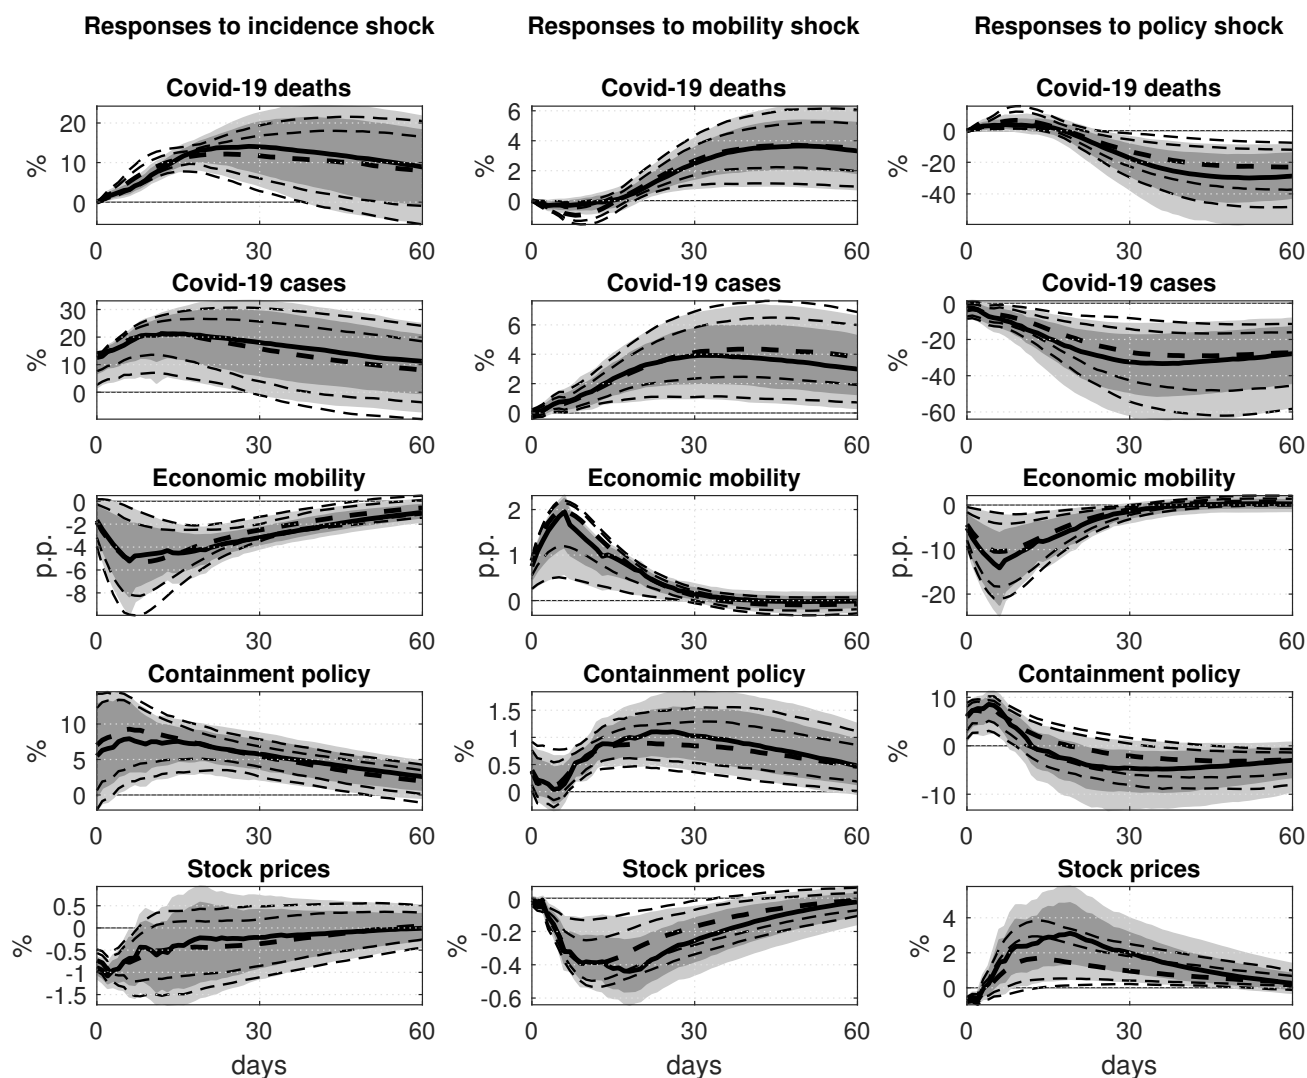 Responses to incidence shock Responses to mobility shock Responses to policy shock
Covid-19 deaths Covid-19 deaths Covid-19 deaths
% 20 10 0
% 6 4 2 0
% 0 -20 -40
0 30 60 0 30 60 0 30 60
Covid-19 cases Covid-19 cases Covid-19 cases
% 30 20 10 0
% 6 4 2 0
% 0 -20 -40 -60
0 30 60 0 30 60 0 30 60
Economic mobility Economic mobility Economic mobility
p.p. 0 -2 -4 -6 -8
2 1 0
p.p. 0 -10 -20
0 30 60 0 30 60 0 30 60
Containment policy Containment policy Containment policy
% 10 5 0
% 1.5 1 0.5 0
% 10 0 -10
0 30 60 0 30 60 0 30 60
Stock prices Stock prices Stock prices
% 0.5 0 -0.5 -1 -1.5
% 0 -0.2 -0.4 -0.6
% 4 2 0
0 30 60 0 30 60 0 30 60
days days days